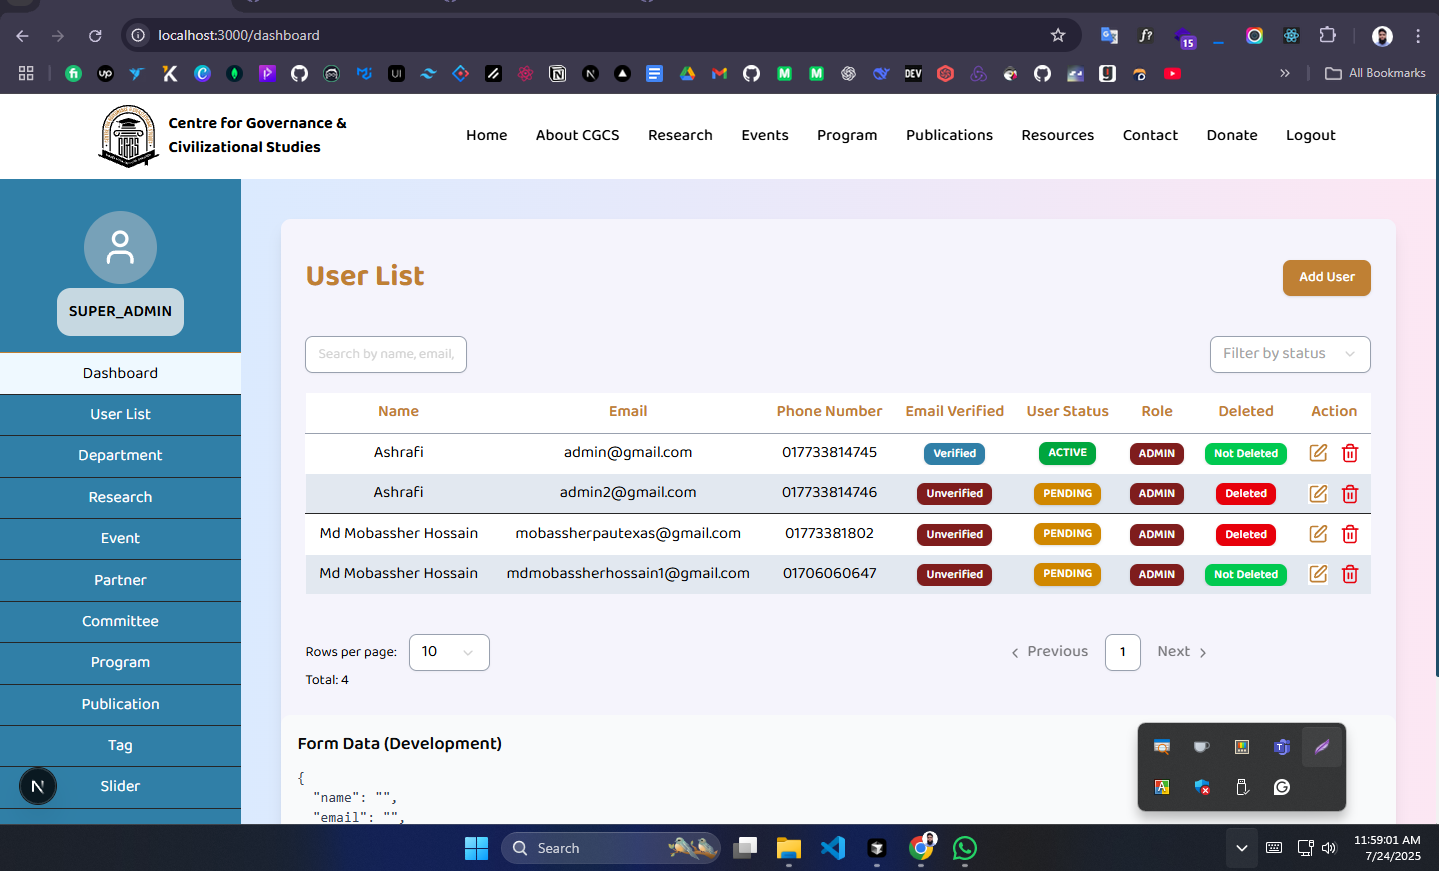 localhost:3000/dashboard
15
All Bookmarks
Centre for Governance &
Civilizational Studies
Home About CGCS Research Events Program Publications Resources Contact Donate Logout
SUPER_ADMIN
Dashboard
User List
Department
Research
Event
Partner
Committee
Program
Publication
Tag
Slider
User List
Add User
Search by name, email,
Filter by status
Name Email Phone Number Email Verified User Status Role Deleted Action
Ashrafi admin@gmail.com 017733814745 Verified ACTIVE ADMIN Not Deleted
Ashrafi admin2@gmail.com 017733814746 Unverified PENDING ADMIN Deleted
Md Mobassher Hossain mobassherpautexas@gmail.com 01773381802 Unverified PENDING ADMIN Deleted
Md Mobassher Hossain mdmobassherhossain1@gmail.com 01706060647 Unverified PENDING ADMIN Not Deleted
Rows per page: 10
Previous 1 Next
Total: 4
Form Data (Development)
{
"name": "",
"email": "",
Search
11:59:01 AM
7/24/2025